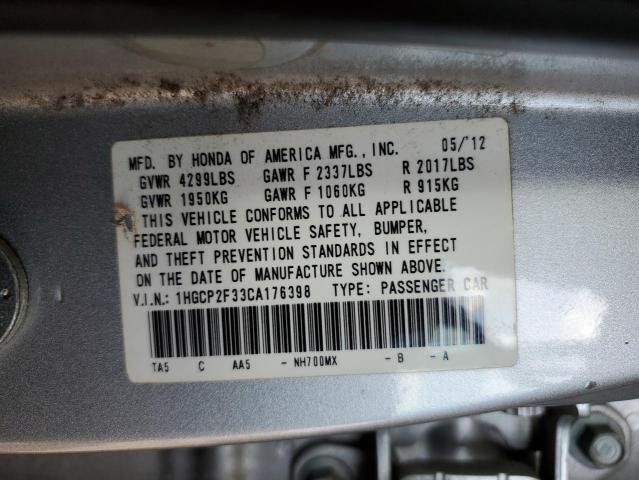 MFD. BY HONDA OF AMERICA MFG., INC. 05/'12
GVWR 4299LBS GAWR F 2337LBS R 2017LBS
GVWR 1950KG GAWR F 1060KG R 915KG
THIS VEHICLE CONFORMS TO ALL APPLICABLE
FEDERAL MOTOR VEHICLE SAFETY, BUMPER,
AND THEFT PREVENTION STANDARDS IN EFFECT
ON THE DATE OF MANUFACTURE SHOWN ABOVE.
V.I.N.: 1HGCP2F33CA176398 TYPE: PASSENGER CAR
TA5 C AA5 - NH700MX - B - A